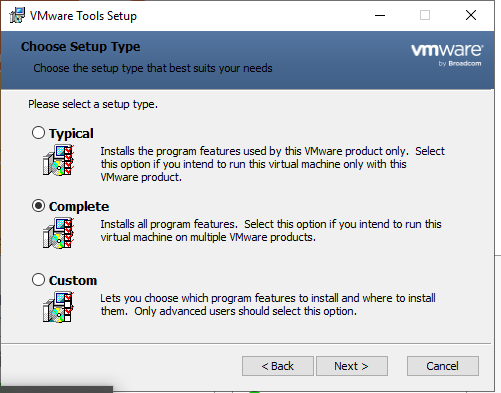 VMware Tools Setup
Choose Setup Type
Choose the setup type that best suits your needs
vmware®
by Broadcom
Please select a setup type.
Typical
Installs the program features used by this VMware product only. Select
this option if you intend to run this virtual machine only with this
VMware product.
Complete
Installs all program features. Select this option if you intend to run this
virtual machine on multiple VMware products.
Custom
Lets you choose which program features to install and where to install
them. Only advanced users should select this option.
< Back
Next >
Cancel